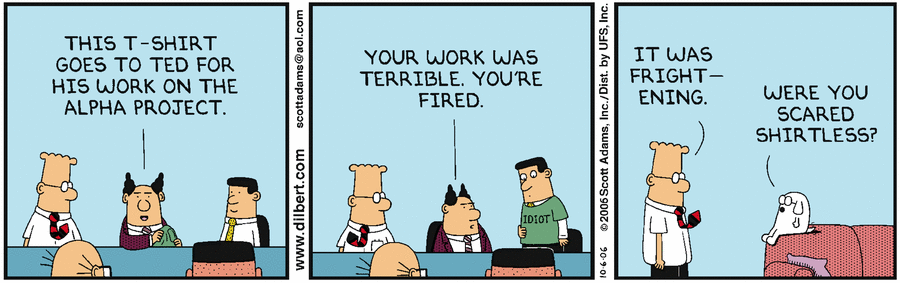 THIS T-SHIRT
GOES TO TED FOR
HIS WORK ON THE
ALPHA PROJECT.
www.dilbert.com scottadams@aol.com
YOUR WORK WAS
TERRIBLE. YOU'RE
FIRED.
IDIOT
10-6-06 © 2006 Scott Adams, Inc./Dist. by UFS, Inc.
IT WAS
FRIGHT-
ENING.
WERE YOU
SCARED
SHIRTLESS?